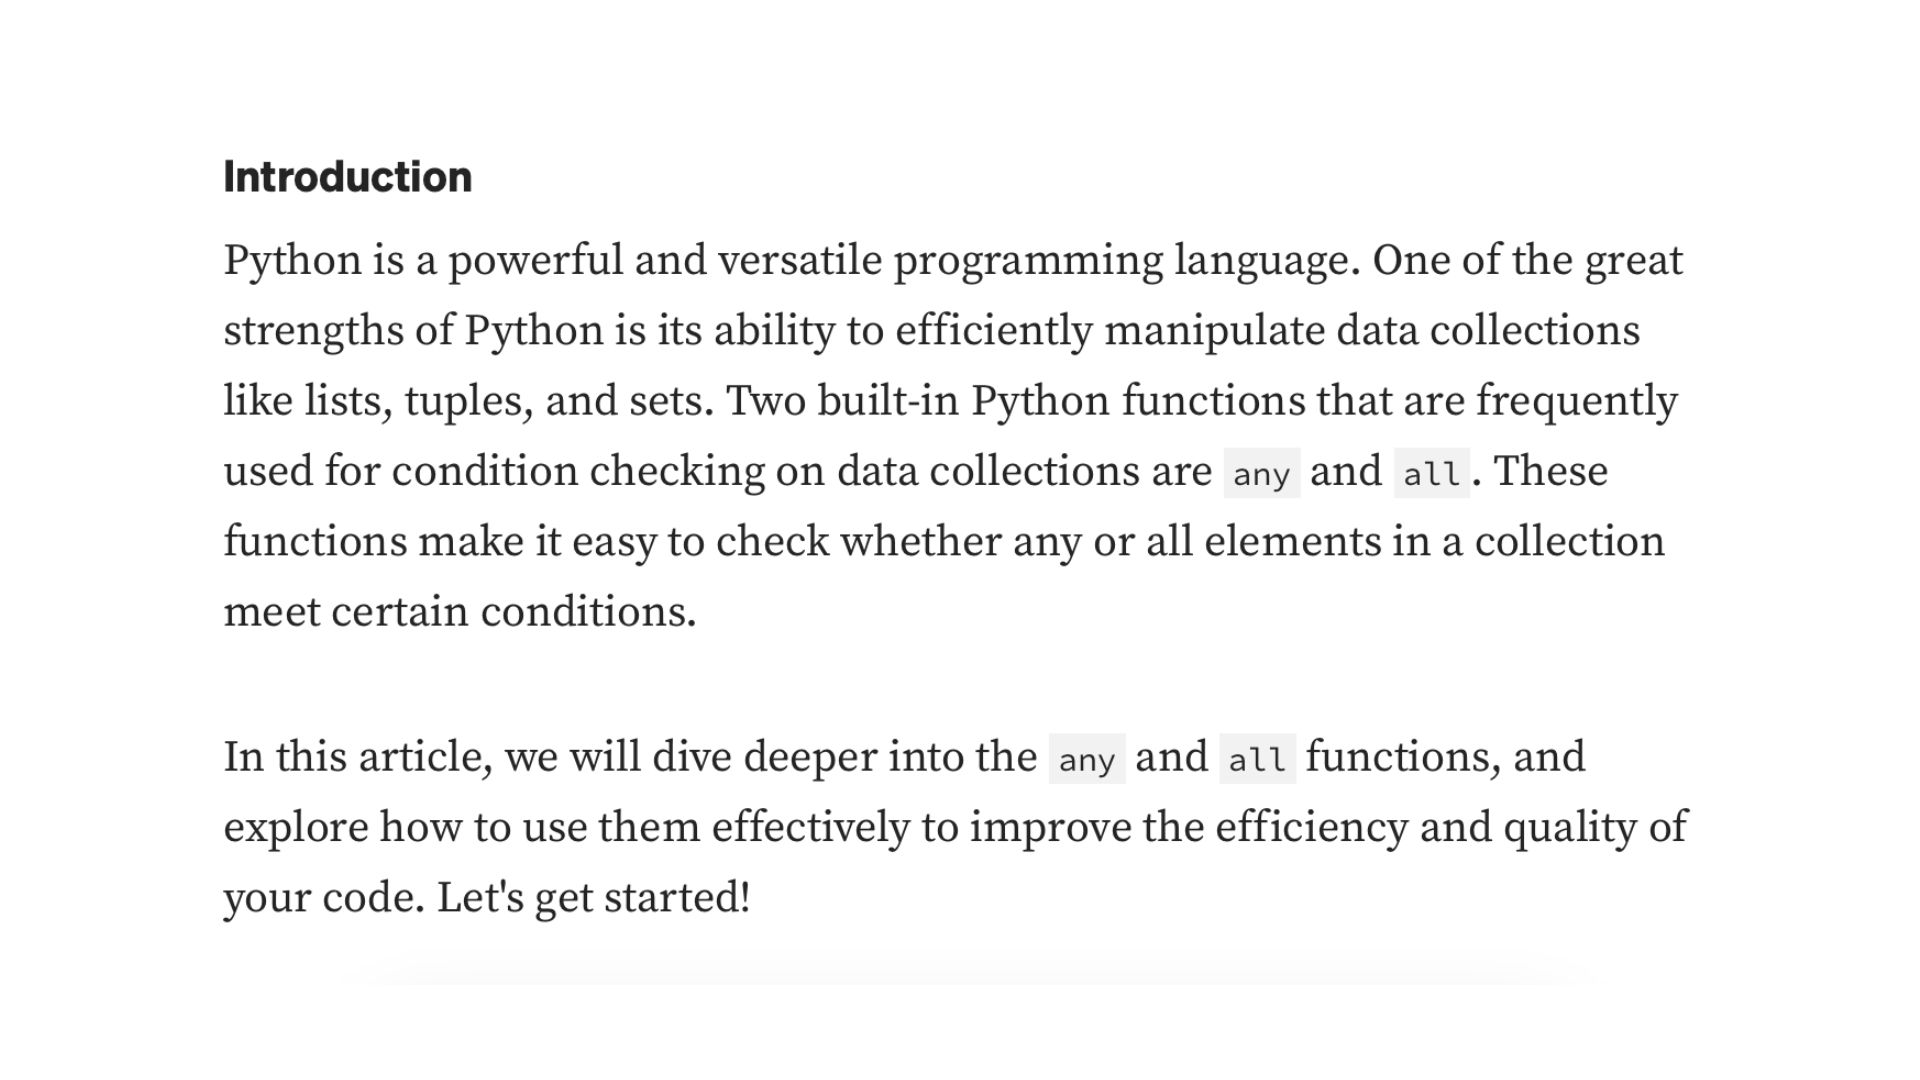 Introduction
Python is a powerful and versatile programming language. One of the great
strengths of Python is its ability to efficiently manipulate data collections
like lists, tuples, and sets. Two built-in Python functions that are frequently
used for condition checking on data collections are any and all. These
functions make it easy to check whether any or all elements in a collection
meet certain conditions.
In this article, we will dive deeper into the any and all functions, and
explore how to use them effectively to improve the efficiency and quality of
your code. Let's get started!